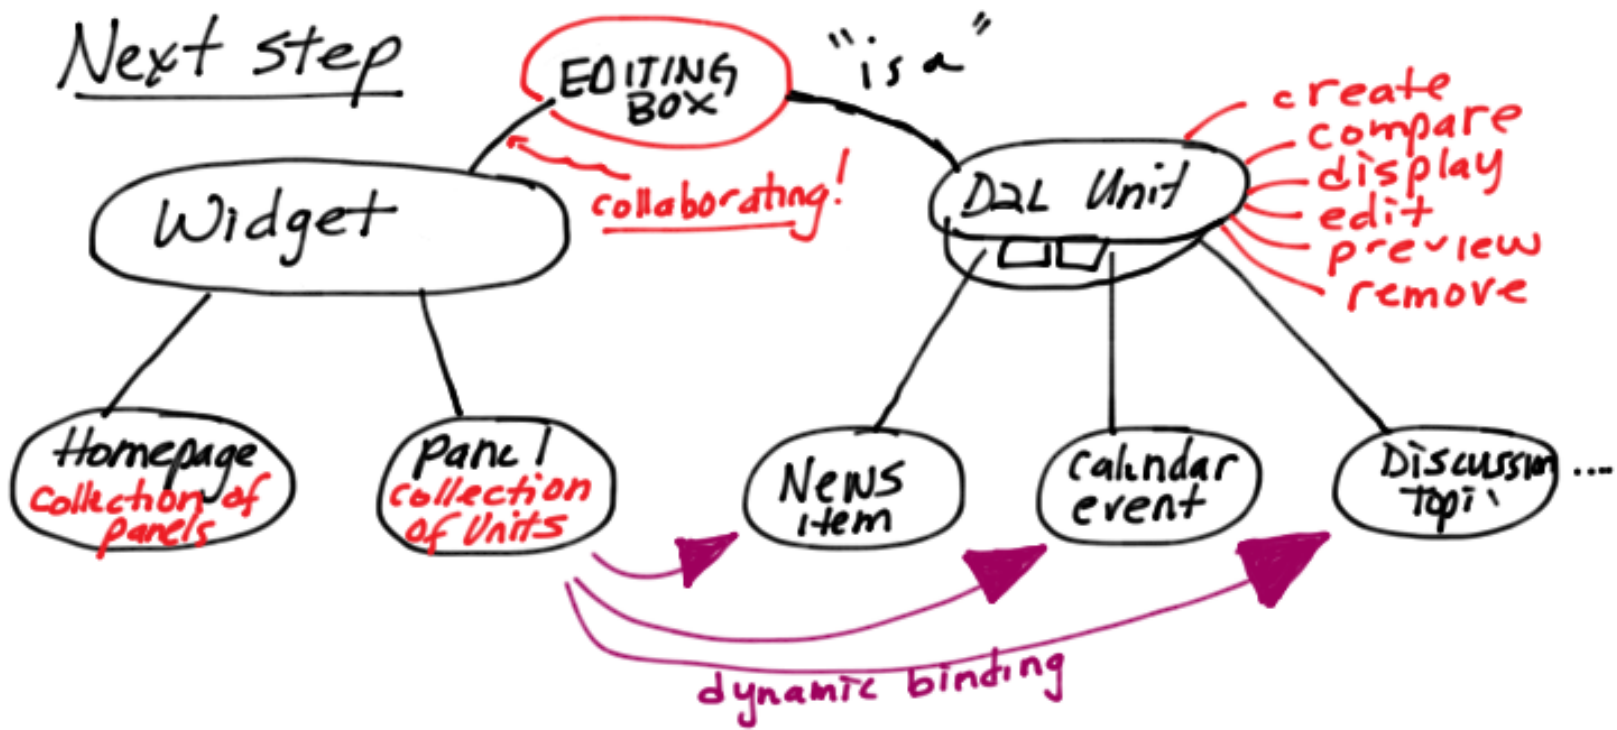 Next step
EDITING
BOX
"is a"
create
compare
display
edit
preview
remove
collaborating!
Widget
D2L Unit
Homepage
Collection of
panels
Panel
collection
of Units
News
item
Calendar
event
Discussion ....
Topi
dynamic binding